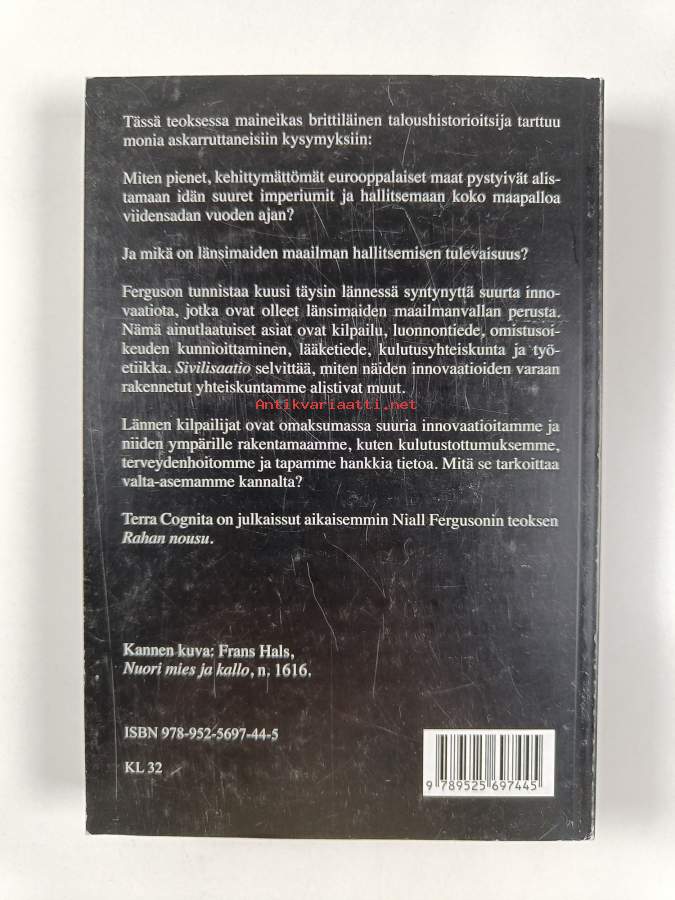 Tässä teoksessa maineikas brittiläinen taloushistorioitsija tarttuu
monia askarruttaneisiin kysymyksiin:
Miten pienet, kehittymättömät eurooppalaiset maat pystyivät alis-
tamaan idän suuret imperiumit ja hallitsemaan koko maapalloa
viidensadan vuoden ajan?
Ja mikä on länsimaiden maailman hallitsemisen tulevaisuus?
Ferguson tunnistaa kuusi täysin lännessä syntynyttä suurta inno-
vaatiota, jotka ovat olleet länsimaiden maailmanvallan perusta.
Nämä ainutlaatuiset asiat ovat kilpailu, luonnontiede, omistusoi-
keuden kunnioittaminen, lääketiede, kulutusyhteiskunta ja työ-
etiikka. Sivilisaatio selvittää, miten näiden innovaatioiden varaan
rakennetut yhteiskuntamme alistivat muut.
Antikvariaatti.net
Lännen kilpailijat ovat omaksumassa suuria innovaatioitamme ja
niiden ympärille rakentamaamme, kuten kulutustottumuksemme,
terveydenhoitomme ja tapamme hankkia tietoa. Mitä se tarkoittaa
valta-asemamme kannalta?
Terra Cognita on julkaissut aikaisemmin Niall Fergusonin teoksen
Rahan nousu.
Kannen kuva: Frans Hals,
Nuori mies ja kallo, n. 1616.
ISBN 978-952-5697-44-5
KL 32
9 789525 697445